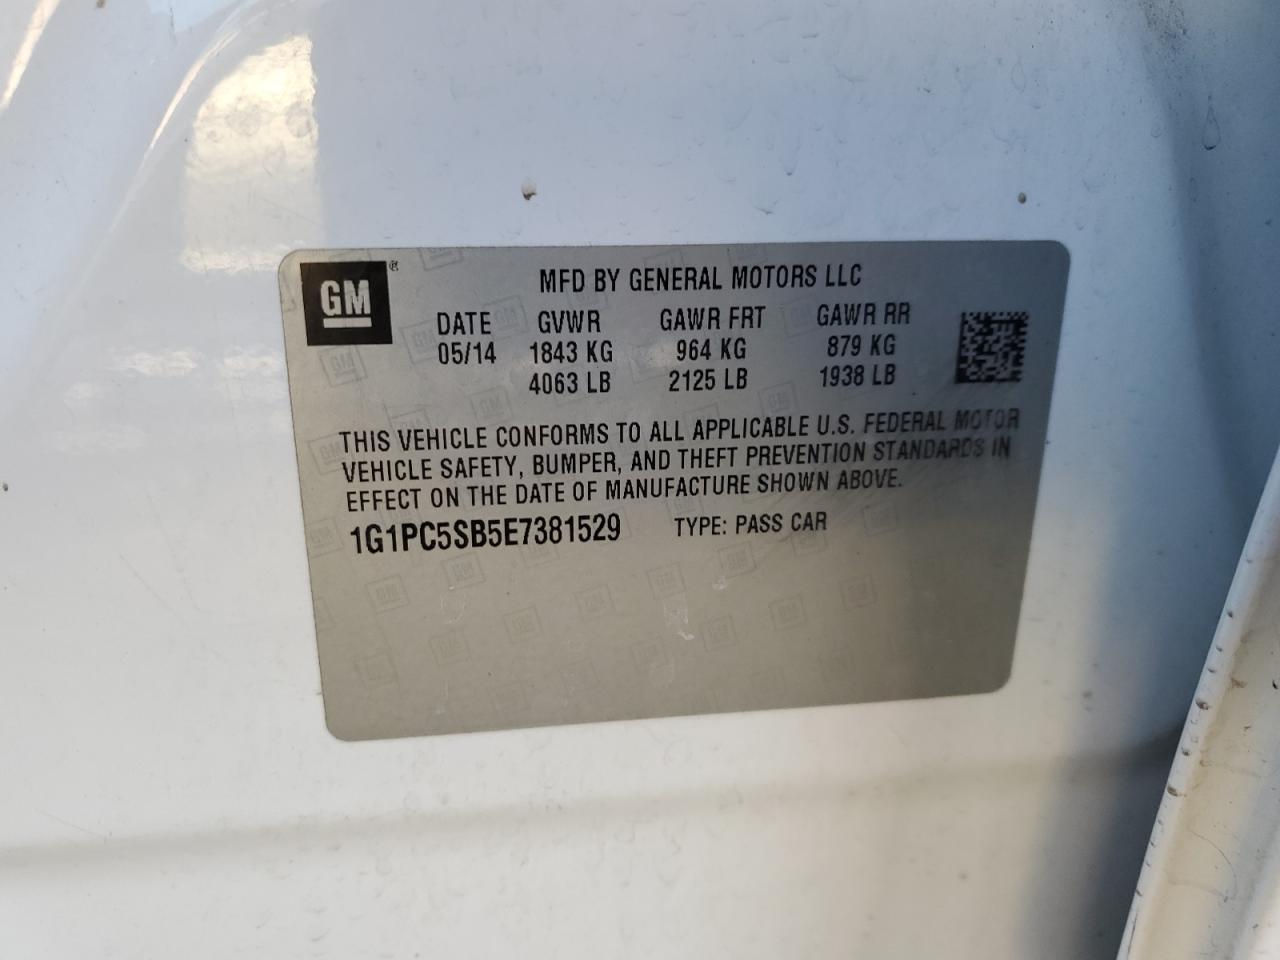 GM ®
MFD BY GENERAL MOTORS LLC
DATE GVWR GAWR FRT GAWR RR
05/14 1843 KG 964 KG 879 KG
4063 LB 2125 LB 1938 LB
THIS VEHICLE CONFORMS TO ALL APPLICABLE U.S. FEDERAL MOTOR
VEHICLE SAFETY, BUMPER, AND THEFT PREVENTION STANDARDS IN
EFFECT ON THE DATE OF MANUFACTURE SHOWN ABOVE.
1G1PC5SB5E7381529 TYPE: PASS CAR